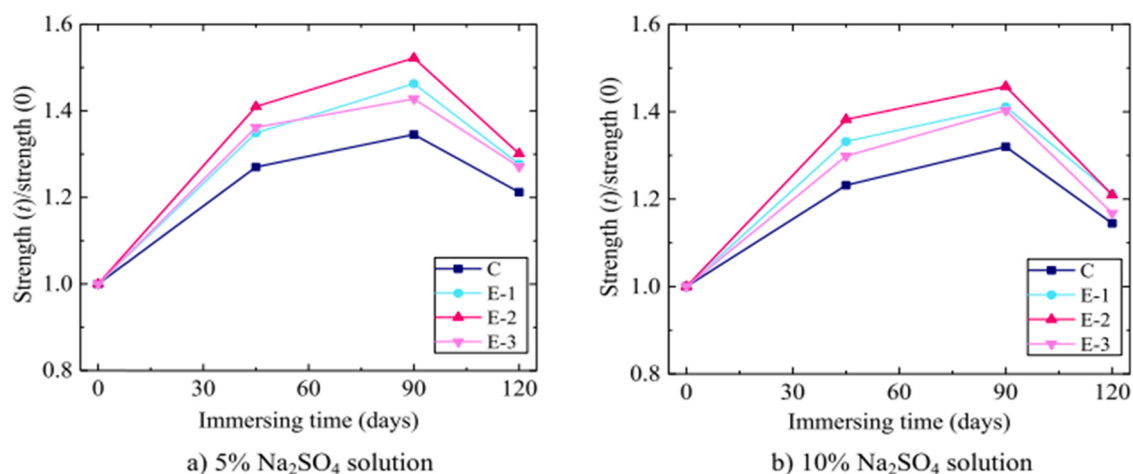 Strength (t)/strength (0)
1.6
1.4
1.2
1.0
0.8
0 30 60 90 120
Immersing time (days)
C
E-1
E-2
E-3
a) 5% Na₂SO₄ solution
Strength (t)/strength (0)
1.6
1.4
1.2
1.0
0.8
0 30 60 90 120
Immersing time (days)
C
E-1
E-2
E-3
b) 10% Na₂SO₄ solution